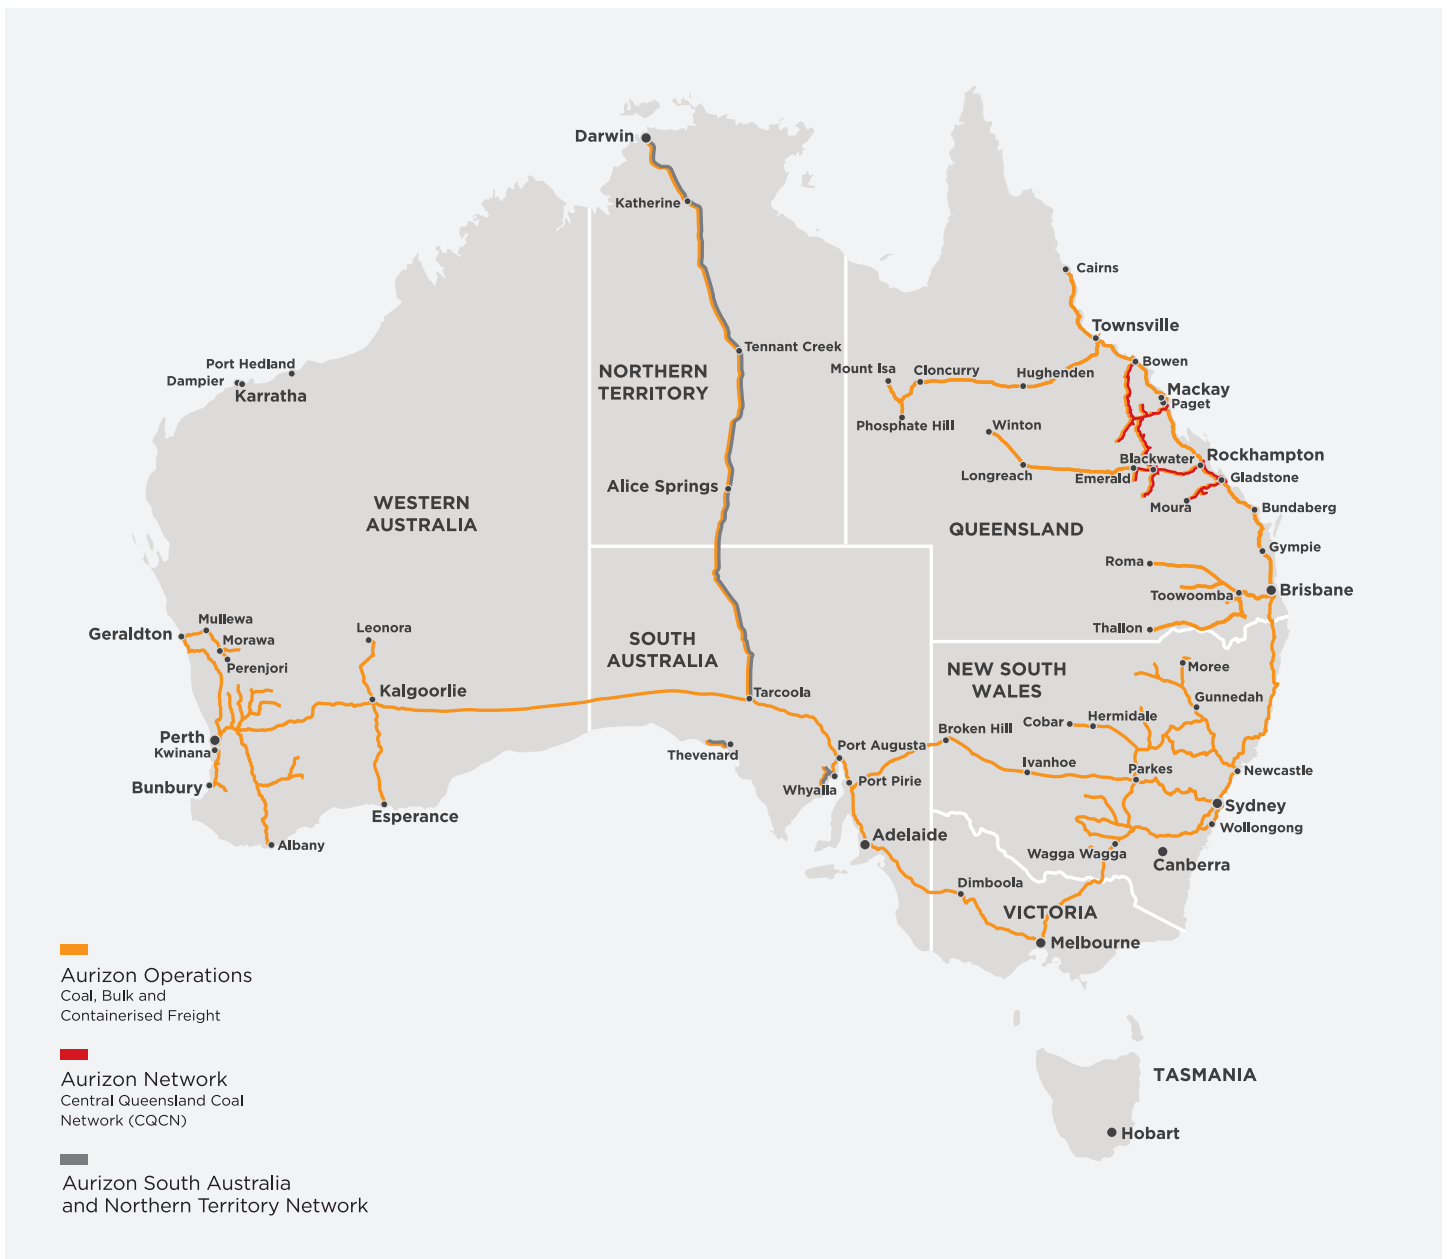 Darwin
Katherine
Cairns
Townsville
Tennant Creek
Bowen
Port Hedland
Dampier
Karratha
NORTHERN
TERRITORY
Mount Isa
Cloncurry
Hughenden
Mackay
Paget
Phosphate Hill
Winton
Blackwater
Rockhampton
Longreach
Emerald
Gladstone
Alice Springs
Moura
Bundaberg
WESTERN
AUSTRALIA
QUEENSLAND
Gympie
Roma
Toowoomba
Brisbane
Thallon
Mullewa
Geraldton
Morawa
Perenjori
Leonora
SOUTH
AUSTRALIA
NEW SOUTH
WALES
Moree
Gunnedah
Kalgoorlie
Tarcoola
Cobar
Hermidale
Broken Hill
Perth
Kwinana
Thevenard
Port Augusta
Ivanhoe
Parkes
Newcastle
Bunbury
Whyalla
Port Pirie
Sydney
Esperance
Wollongong
Adelaide
Albany
Wagga Wagga
Canberra
Dimboola
VICTORIA
Melbourne
Aurizon Operations
Coal, Bulk and
Containerised Freight
Aurizon Network
Central Queensland Coal
Network (CQCN)
Aurizon South Australia
and Northern Territory Network
TASMANIA
Hobart